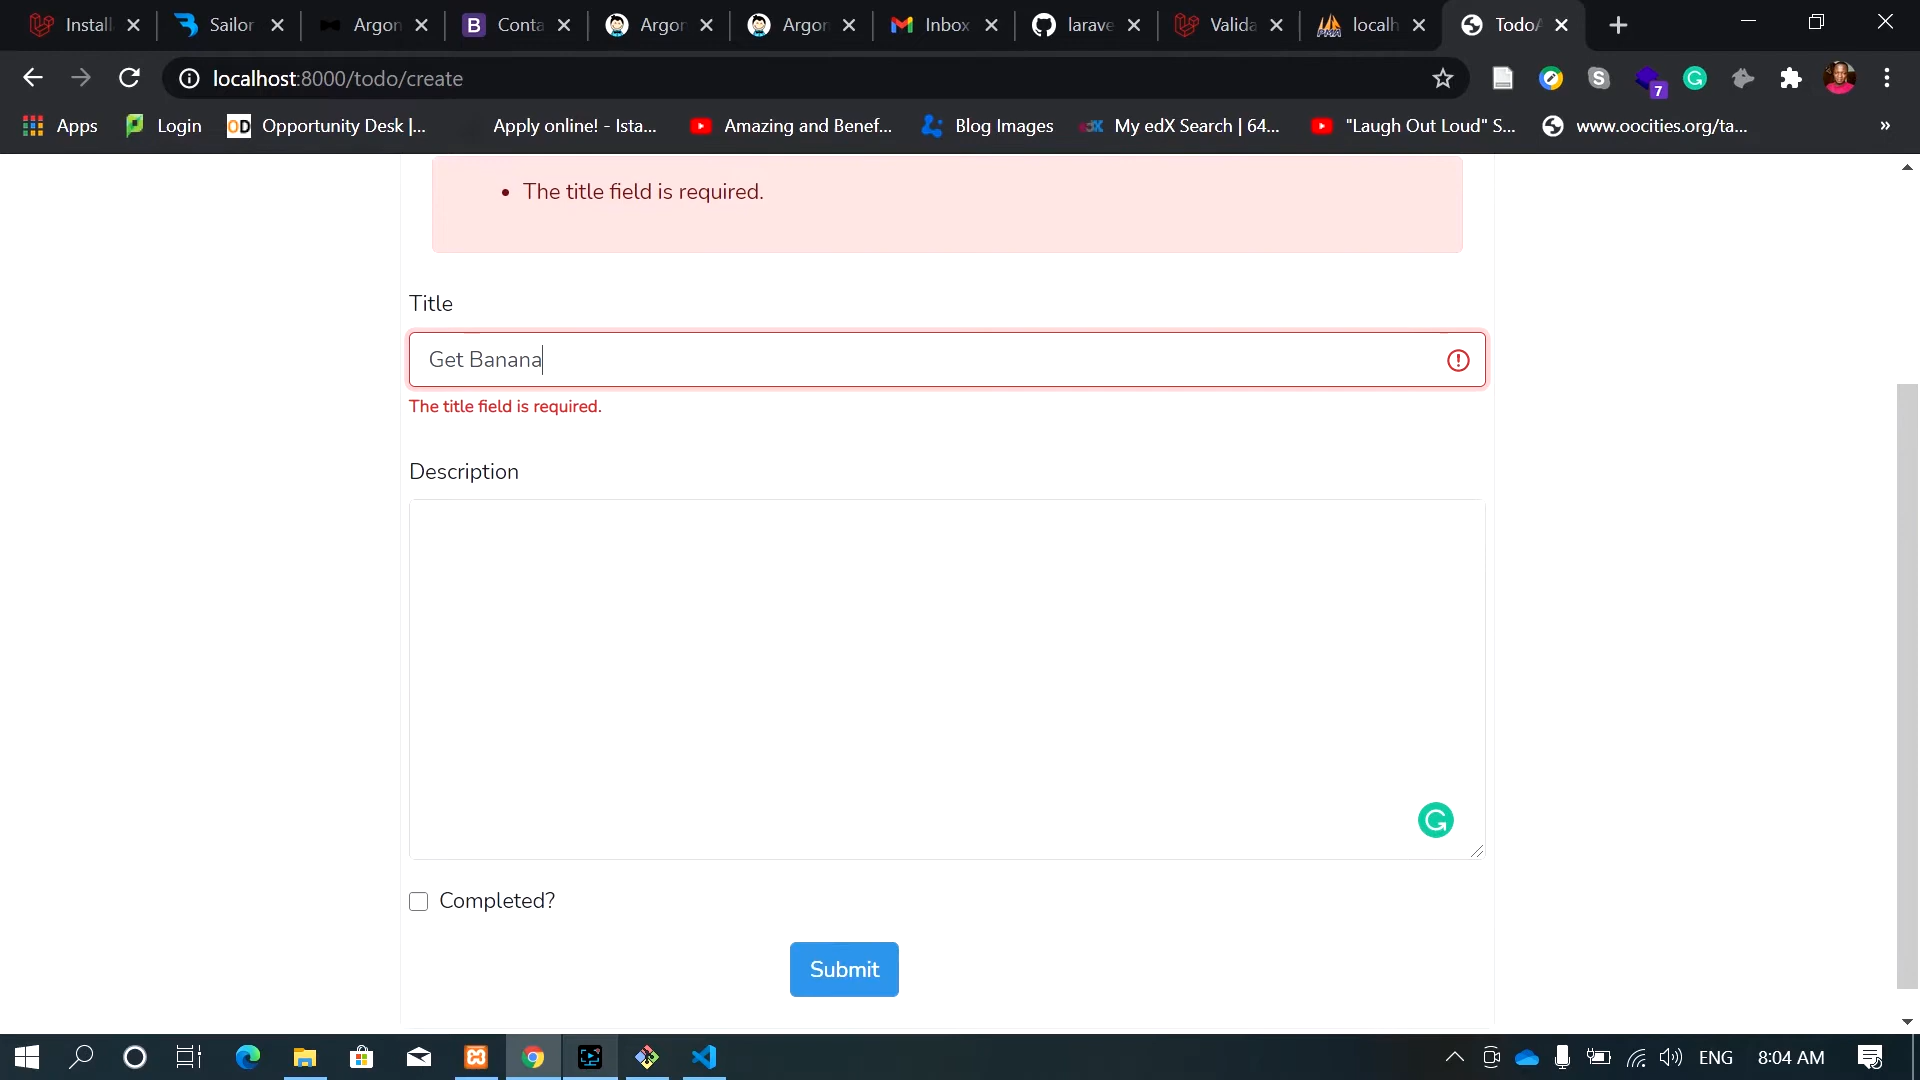 Install
Sailor
Argon
Conta
Argon
Argon
Inbox
larave
Valida
localh
TodoA
localhost:8000/todo/create
7
Apps
Login
OD
Opportunity Desk |...
Apply online! - Ista...
Amazing and Benef...
Blog Images
My edX Search | 64...
"Laugh Out Loud" S...
www.oocities.org/ta...
»
The title field is required.
Title
Get Banana
The title field is required.
Description
Completed?
Submit
ENG
8:04 AM